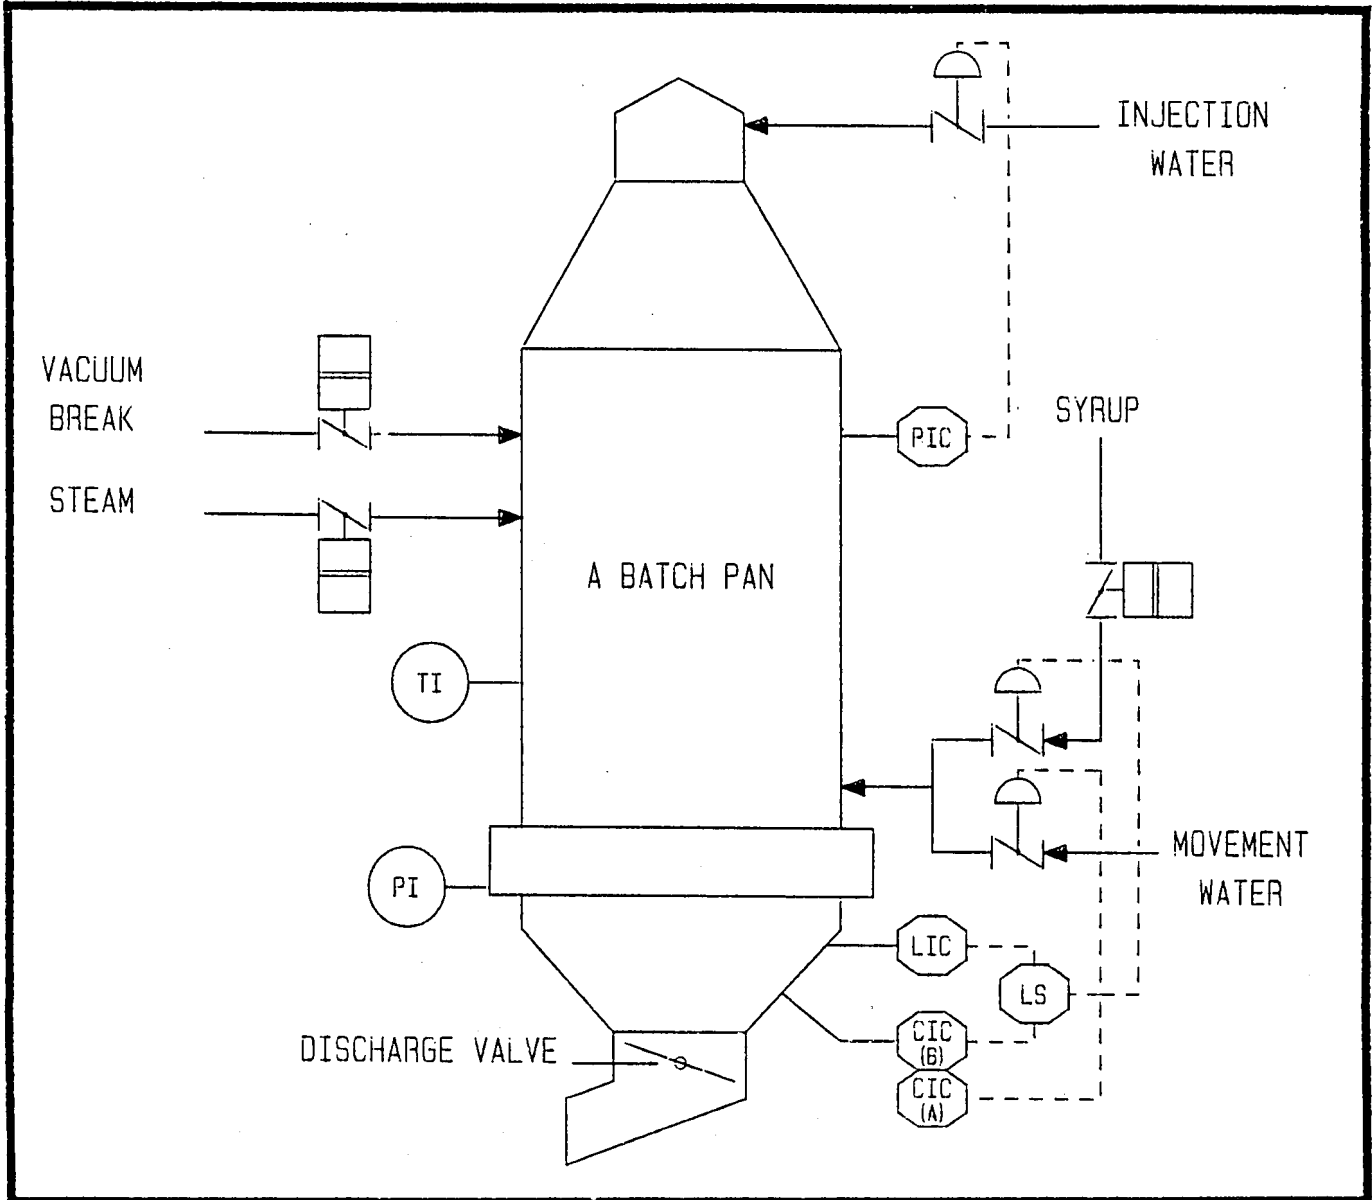 INJECTION
WATER
VACUUM
BREAK
PIC
SYRUP
STEAM
A BATCH PAN
TI
MOVEMENT
WATER
PI
LIC
LS
CIC
(B)
DISCHARGE VALVE
CIC
(A)